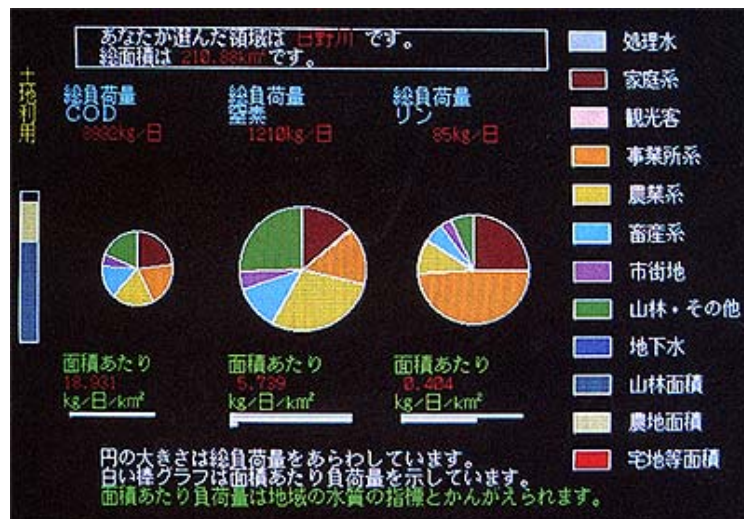 あなたが選んだ領域は 日野川 です。
総面積は 210.88km²です。
土地利用
総負荷量
COD
3992kg/日
総負荷量
窒素
1210kg/日
総負荷量
リン
85kg/日
面積あたり
18.931
kg/日/km²
面積あたり
5.739
kg/日/km²
面積あたり
0.404
kg/日/km²
円の大きさは総負荷量をあらわしています。
白い棒グラフは面積あたり負荷量を示しています。
面積あたり負荷量は地域の水質の指標とかんがえられます。
処理水
家庭系
観光客
事業所系
農業系
畜産系
市街地
山林・その他
地下水
山林面積
農地面積
宅地等面積